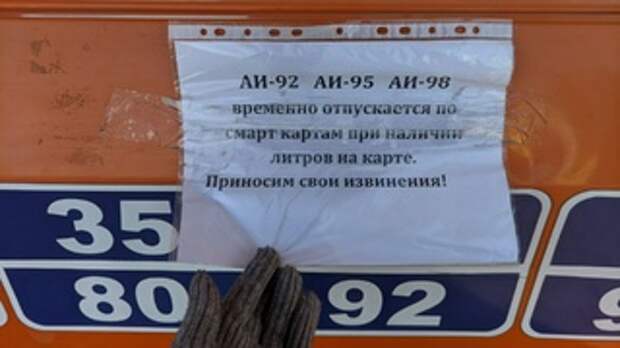 АИ-92 АИ-95 АИ-98
временно отпускается по
смарт картам при наличии
литров на карте.
Приносим свои извинения!
35
80 92 9